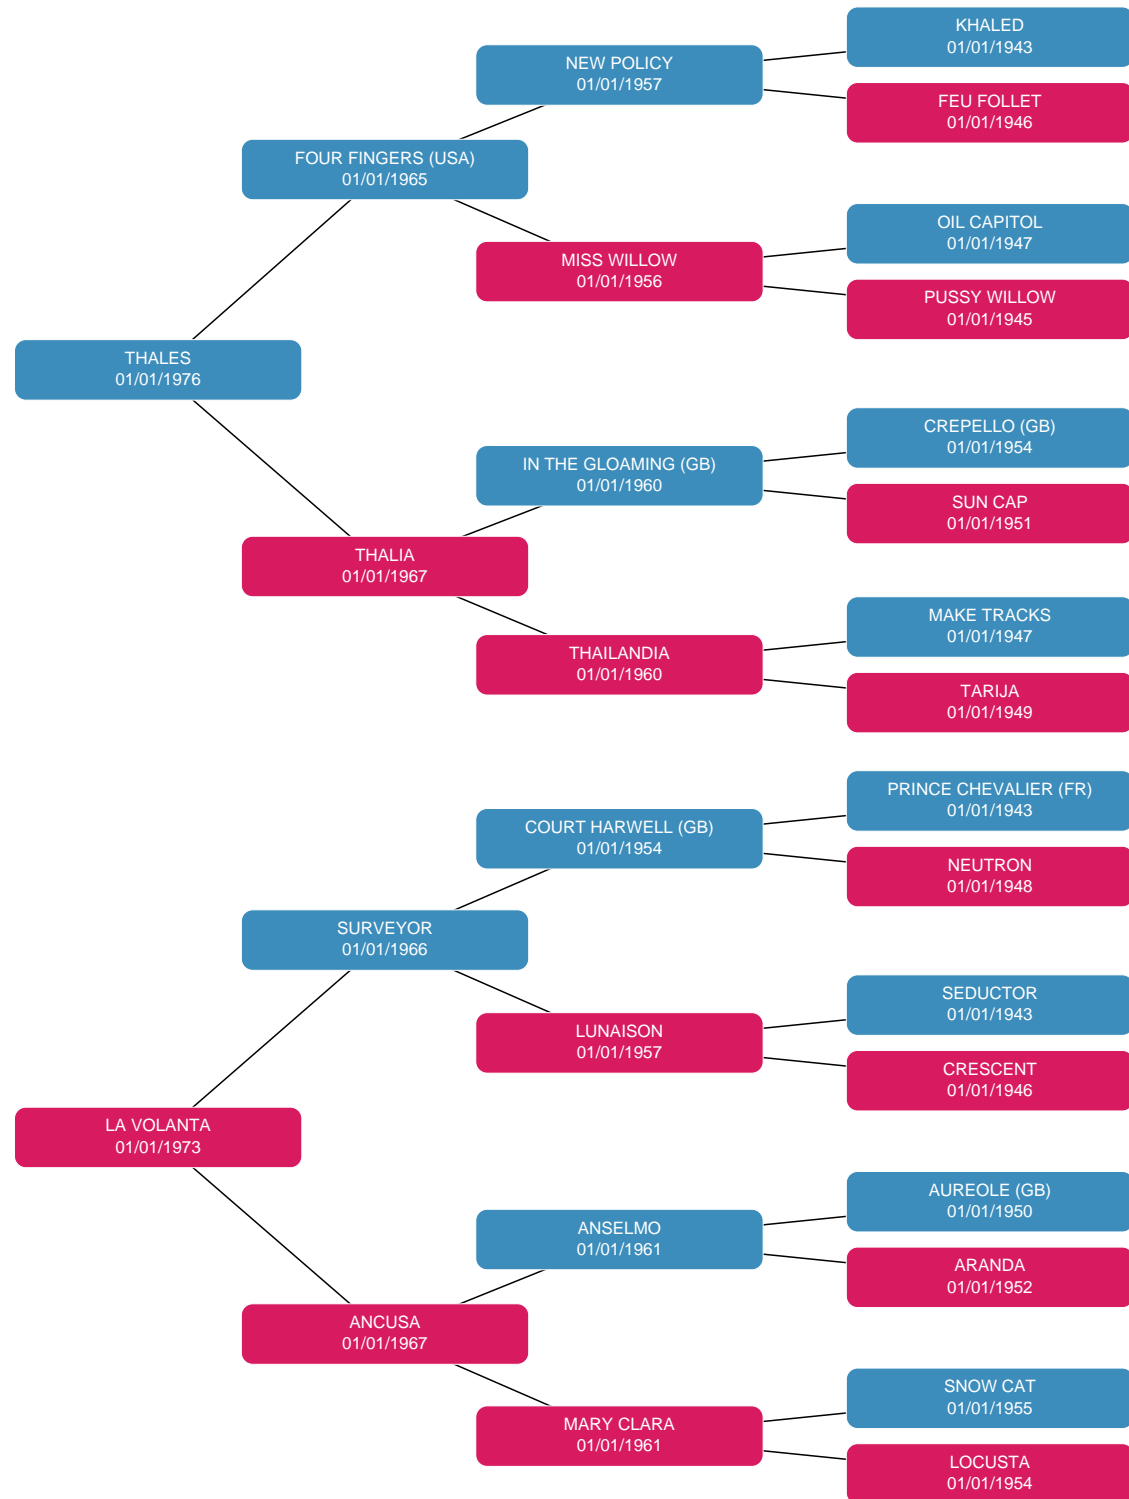 KHALED
01/01/1943
NEW POLICY
01/01/1957
FEU FOLLET
01/01/1946
FOUR FINGERS (USA)
01/01/1965
OIL CAPITOL
01/01/1947
MISS WILLOW
01/01/1956
PUSSY WILLOW
01/01/1945
THALES
01/01/1976
CREPELLO (GB)
01/01/1954
IN THE GLOAMING (GB)
01/01/1960
SUN CAP
01/01/1951
THALIA
01/01/1967
MAKE TRACKS
01/01/1947
THAILANDIA
01/01/1960
TARIJA
01/01/1949
PRINCE CHEVALIER (FR)
01/01/1943
COURT HARWELL (GB)
01/01/1954
NEUTRON
01/01/1948
SURVEYOR
01/01/1966
SEDUCTOR
01/01/1943
LUNAISON
01/01/1957
CRESCENT
01/01/1946
LA VOLANTA
01/01/1973
AUREOLE (GB)
01/01/1950
ANSELMO
01/01/1961
ARANDA
01/01/1952
ANCUSA
01/01/1967
SNOW CAT
01/01/1955
MARY CLARA
01/01/1961
LOCUSTA
01/01/1954